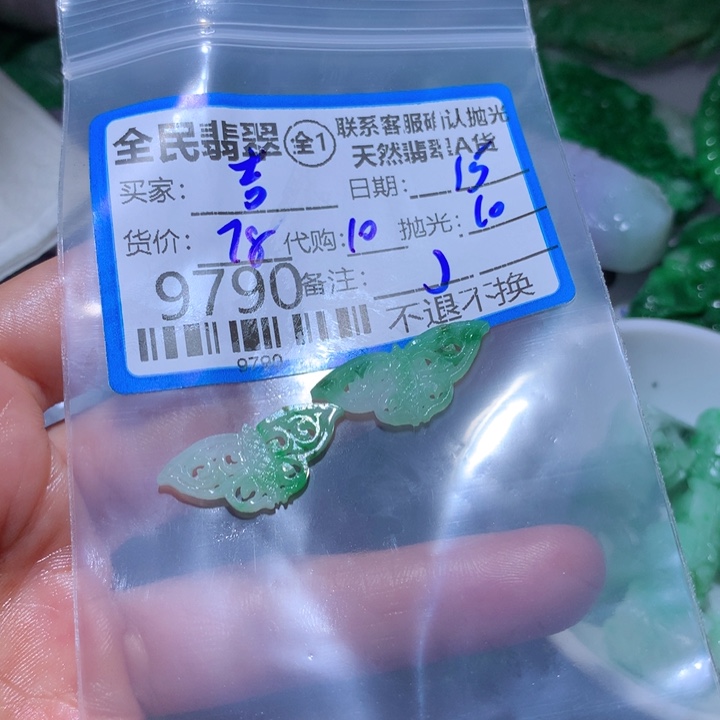 全民翡翠 全1 联系客服确认抛光
天然翡翠A货
买家: 吉 日期: 15
货价: 78 代购: 10 抛光: 10
9790 备注:
不退不换
9790